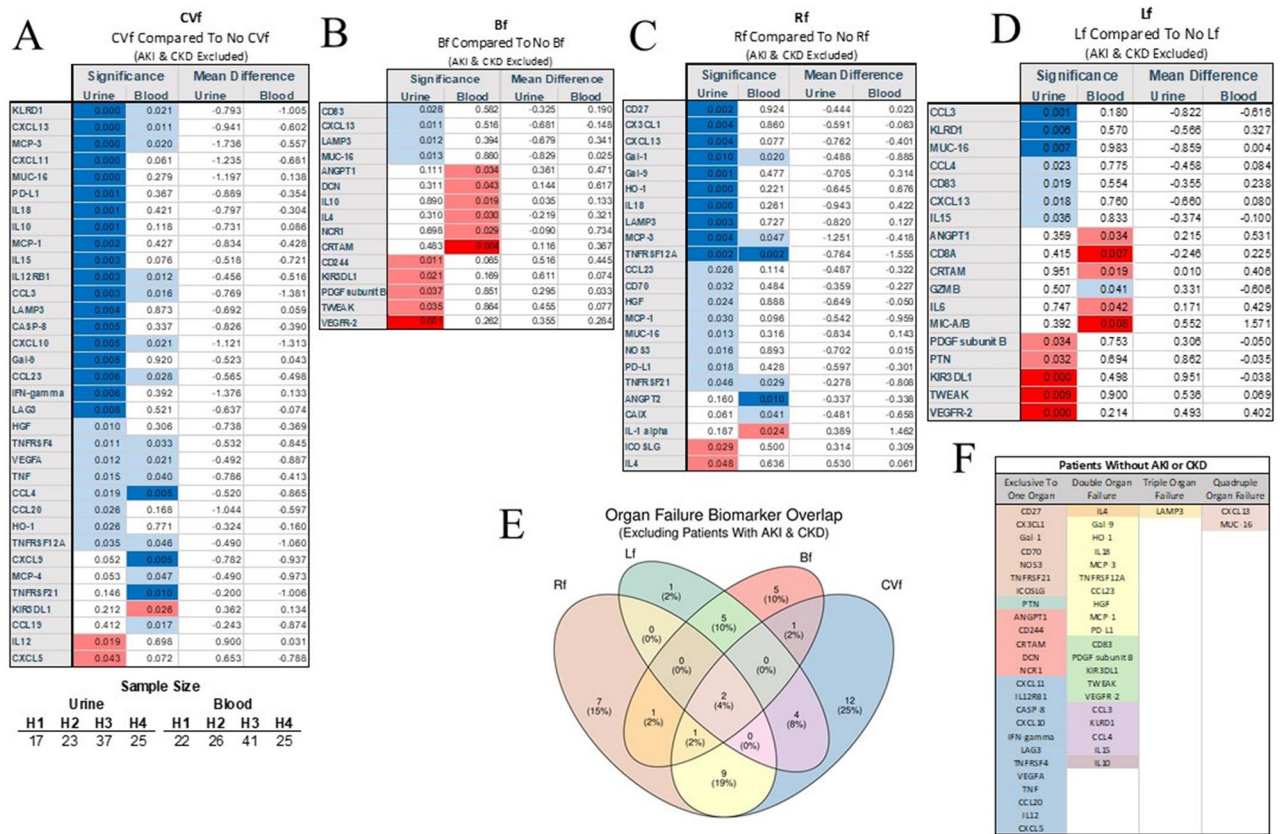 A
CVf
CVf Compared To No CVf
(AKI & CKD Excluded)
Significance Mean Difference
Urine Blood Urine Blood
KLRD1 0.000 0.021 -0.793 -1.005
CXCL13 0.000 0.011 -0.941 -0.602
MCP-3 0.000 0.020 -1.736 -0.557
CXCL11 0.000 0.061 -1.235 -0.681
MUC-16 0.000 0.279 -1.197 0.138
PD-L1 0.001 0.367 -0.889 -0.354
IL18 0.001 0.421 -0.797 -0.304
IL10 0.001 0.118 -0.731 0.086
MCP-1 0.002 0.427 -0.834 -0.428
IL15 0.003 0.076 -0.518 -0.721
IL12RB1 0.003 0.012 -0.456 -0.516
CCL3 0.003 0.016 -0.769 -1.381
LAMP3 0.004 0.873 -0.692 0.059
CASP-8 0.005 0.337 -0.826 -0.390
CXCL10 0.005 0.021 -1.121 -1.313
Gal-9 0.005 0.920 -0.523 0.043
CCL23 0.006 0.028 -0.565 -0.498
IFN-gamma 0.006 0.392 -1.376 0.133
LAG3 0.008 0.521 -0.637 -0.074
HGF 0.010 0.306 -0.738 -0.369
TNFRSF4 0.011 0.033 -0.532 -0.845
VEGFA 0.012 0.021 -0.492 -0.887
TNF 0.015 0.040 -0.786 -0.413
CCL4 0.019 0.005 -0.520 -0.865
CCL20 0.026 0.168 -1.044 -0.597
HO-1 0.026 0.771 -0.324 -0.160
TNFRSF12A 0.035 0.046 -0.490 -1.060
CXCL9 0.052 0.005 -0.782 -0.937
MCP-4 0.053 0.047 -0.490 -0.973
TNFRSF21 0.146 0.010 -0.200 -1.006
KIR3DL1 0.212 0.026 0.362 0.134
CCL19 0.412 0.017 -0.243 -0.874
IL12 0.019 0.698 0.900 0.031
CXCL5 0.043 0.072 0.653 -0.788
Sample Size
Urine Blood
H1 H2 H3 H4 H1 H2 H3 H4
17 23 37 25 22 26 41 25
B
Bf
Bf Compared To No Bf
(AKI & CKD Excluded)
Significance Mean Difference
Urine Blood Urine Blood
CD83 0.028 0.582 -0.325 0.190
CXCL13 0.011 0.516 -0.681 -0.148
LAMP3 0.012 0.394 -0.679 0.341
MUC-16 0.013 0.880 -0.829 0.025
ANGPT1 0.111 0.034 0.361 0.471
DCN 0.311 0.043 0.144 0.617
IL10 0.890 0.019 0.035 0.133
IL4 0.310 0.030 -0.219 0.321
NCR1 0.698 0.029 -0.090 0.734
CRTAM 0.483 0.004 0.116 0.367
CD244 0.011 0.065 0.516 0.445
KIR3DL1 0.021 0.169 0.611 0.074
PDGF subunit B 0.037 0.851 0.295 0.033
TWEAK 0.035 0.864 0.455 0.077
VEGFR-2 0.001 0.262 0.355 0.284
C
Rf
Rf Compared To No Rf
(AKI & CKD Excluded)
Significance Mean Difference
Urine Blood Urine Blood
CD27 0.002 0.924 -0.444 0.023
CX3CL1 0.004 0.860 -0.591 -0.063
CXCL13 0.004 0.077 -0.762 -0.401
Gal-1 0.010 0.020 -0.488 -0.885
Gal-9 0.001 0.477 -0.705 0.314
HO-1 0.000 0.221 -0.645 0.676
IL18 0.000 0.261 -0.943 0.422
LAMP3 0.003 0.727 -0.820 0.127
MCP-3 0.004 0.047 -1.251 -0.418
TNFRSF12A 0.002 0.002 -0.764 -1.555
CCL23 0.026 0.114 -0.487 -0.322
CD70 0.032 0.484 -0.359 -0.227
HGF 0.024 0.888 -0.649 -0.050
MCP-1 0.030 0.096 -0.542 -0.959
MUC-16 0.013 0.316 -0.834 0.143
NOS3 0.016 0.893 -0.702 0.015
PD-L1 0.018 0.428 -0.597 -0.301
TNFRSF21 0.046 0.029 -0.278 -0.808
ANGPT2 0.160 0.010 -0.337 -0.338
CAIX 0.061 0.041 -0.481 -0.658
IL-1 alpha 0.187 0.024 0.389 1.462
ICOSLG 0.029 0.500 0.314 0.309
IL4 0.048 0.636 0.530 0.061
D
Lf
Lf Compared To No Lf
(AKI & CKD Excluded)
Significance Mean Difference
Urine Blood Urine Blood
CCL3 0.001 0.180 -0.822 -0.616
KLRD1 0.006 0.570 -0.566 0.327
MUC-16 0.007 0.983 -0.859 0.004
CCL4 0.023 0.775 -0.458 0.084
CD83 0.019 0.554 -0.355 0.238
CXCL13 0.018 0.760 -0.660 0.080
IL15 0.036 0.833 -0.374 -0.100
ANGPT1 0.359 0.034 0.215 0.531
CD8A 0.415 0.007 -0.246 0.225
CRTAM 0.951 0.019 0.010 0.406
GZMB 0.507 0.041 0.331 -0.606
IL6 0.747 0.042 0.171 0.429
MIC-A/B 0.392 0.008 0.552 1.571
PDGF subunit B 0.034 0.753 0.306 -0.050
PTN 0.032 0.694 0.862 -0.035
KIR3DL1 0.000 0.498 0.951 -0.038
TWEAK 0.009 0.900 0.536 0.069
VEGFR-2 0.000 0.214 0.493 0.402
E
Organ Failure Biomarker Overlap
(Excluding Patients With AKI & CKD)
Rf Lf Bf CVf
1
(2%)
5
(10%)
5
(10%)
1
(2%)
0
(0%)
0
(0%)
0
(0%)
7
(15%)
2
(4%)
12
(25%)
1
(2%)
4
(8%)
1
(2%)
0
(0%)
9
(19%)
F
Patients Without AKI or CKD
Exclusive To Double Organ Triple Organ Quadruple
One Organ Failure Failure Organ Failure
CD27 IL4 LAMP3 CXCL13
CX3CL1 Gal-9 MUC-16
Gal-1 HO-1
CD70 IL18
NOS3 MCP-3
TNFRSF21 TNFRSF12A
ICOSLG CCL23
PTN HGF
ANGPT1 MCP-1
CD244 PD-L1
CRTAM CD83
DCN PDGF subunit B
NCR1 KIR3DL1
CXCL11 TWEAK
IL12RB1 VEGFR-2
CASP-8 CCL3
CXCL10 KLRD1
IFN-gamma CCL4
LAG3 IL15
TNFRSF4 IL10
VEGFA
TNF
CCL20
IL12
CXCL5